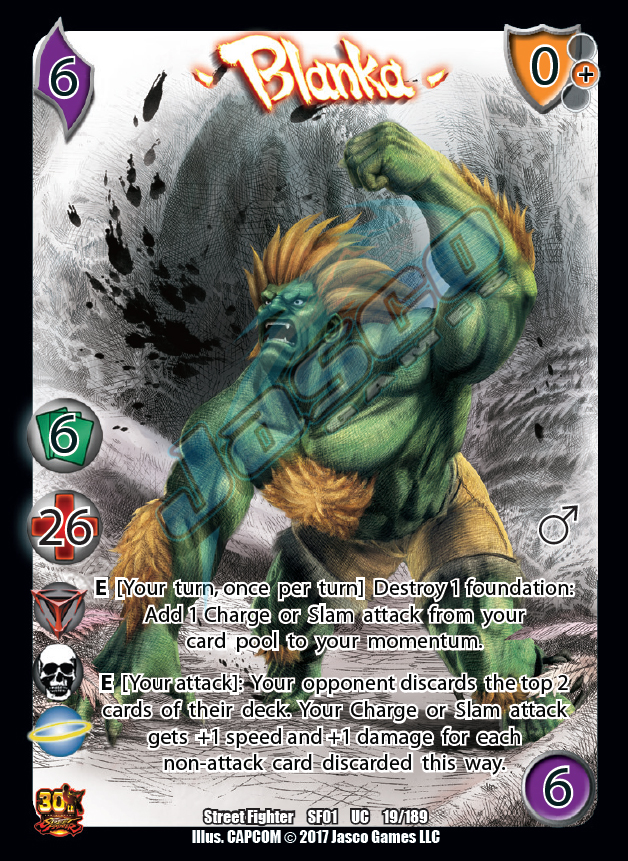 6
Blanka
0
+
JASCO
GAMES
6
26
♂
E [Your turn, once per turn] Destroy 1 foundation:
Add 1 Charge or Slam attack from your
card pool to your momentum.
E [Your attack]: Your opponent discards the top 2
cards of their deck. Your Charge or Slam attack
gets +1 speed and +1 damage for each
non-attack card discarded this way.
6
30th
Street Fighter SF01 UC 19/189
Illus. CAPCOM © 2017 Jasco Games LLC